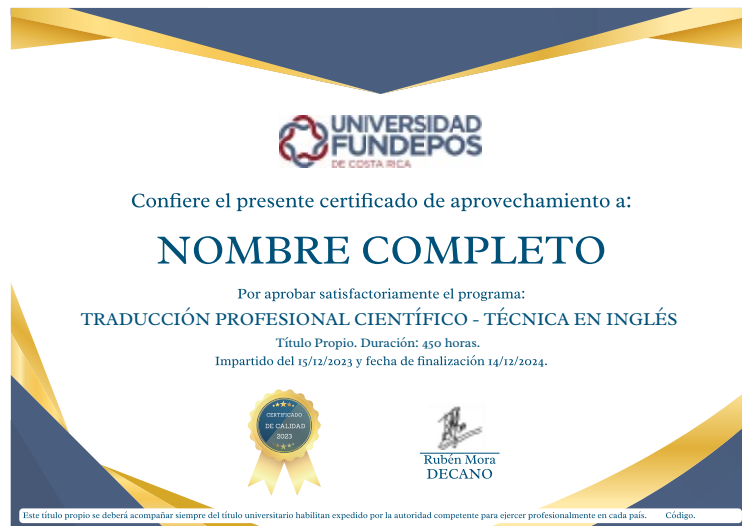 UNIVERSIDAD
FUNDEPOS
DE COSTA RICA
Confiere el presente certificado de aprovechamiento a:
NOMBRE COMPLETO
Por aprobar satisfactoriamente el programa:
TRADUCCIÓN PROFESIONAL CIENTÍFICO - TÉCNICA EN INGLÉS
Título Propio. Duración: 450 horas.
Impartido del 15/12/2023 y fecha de finalización 14/12/2024.
CERTIFICADO
DE CALIDAD
2023
Rubén Mora
DECANO
Este título propio se deberá acompañar siempre del título universitario habilitan expedido por la autoridad competente para ejercer profesionalmente en cada país. Código.